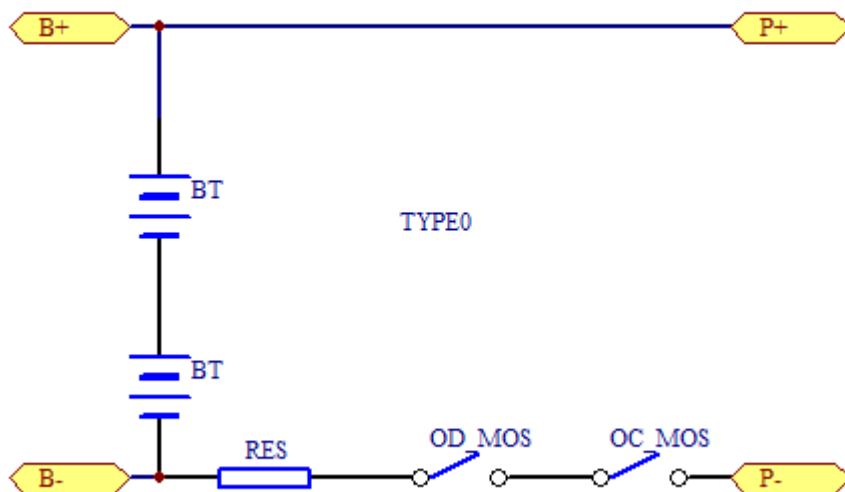 B+
P+
BT
TYPE0
BT
RES
OD_MOS
OC_MOS
B-
P-